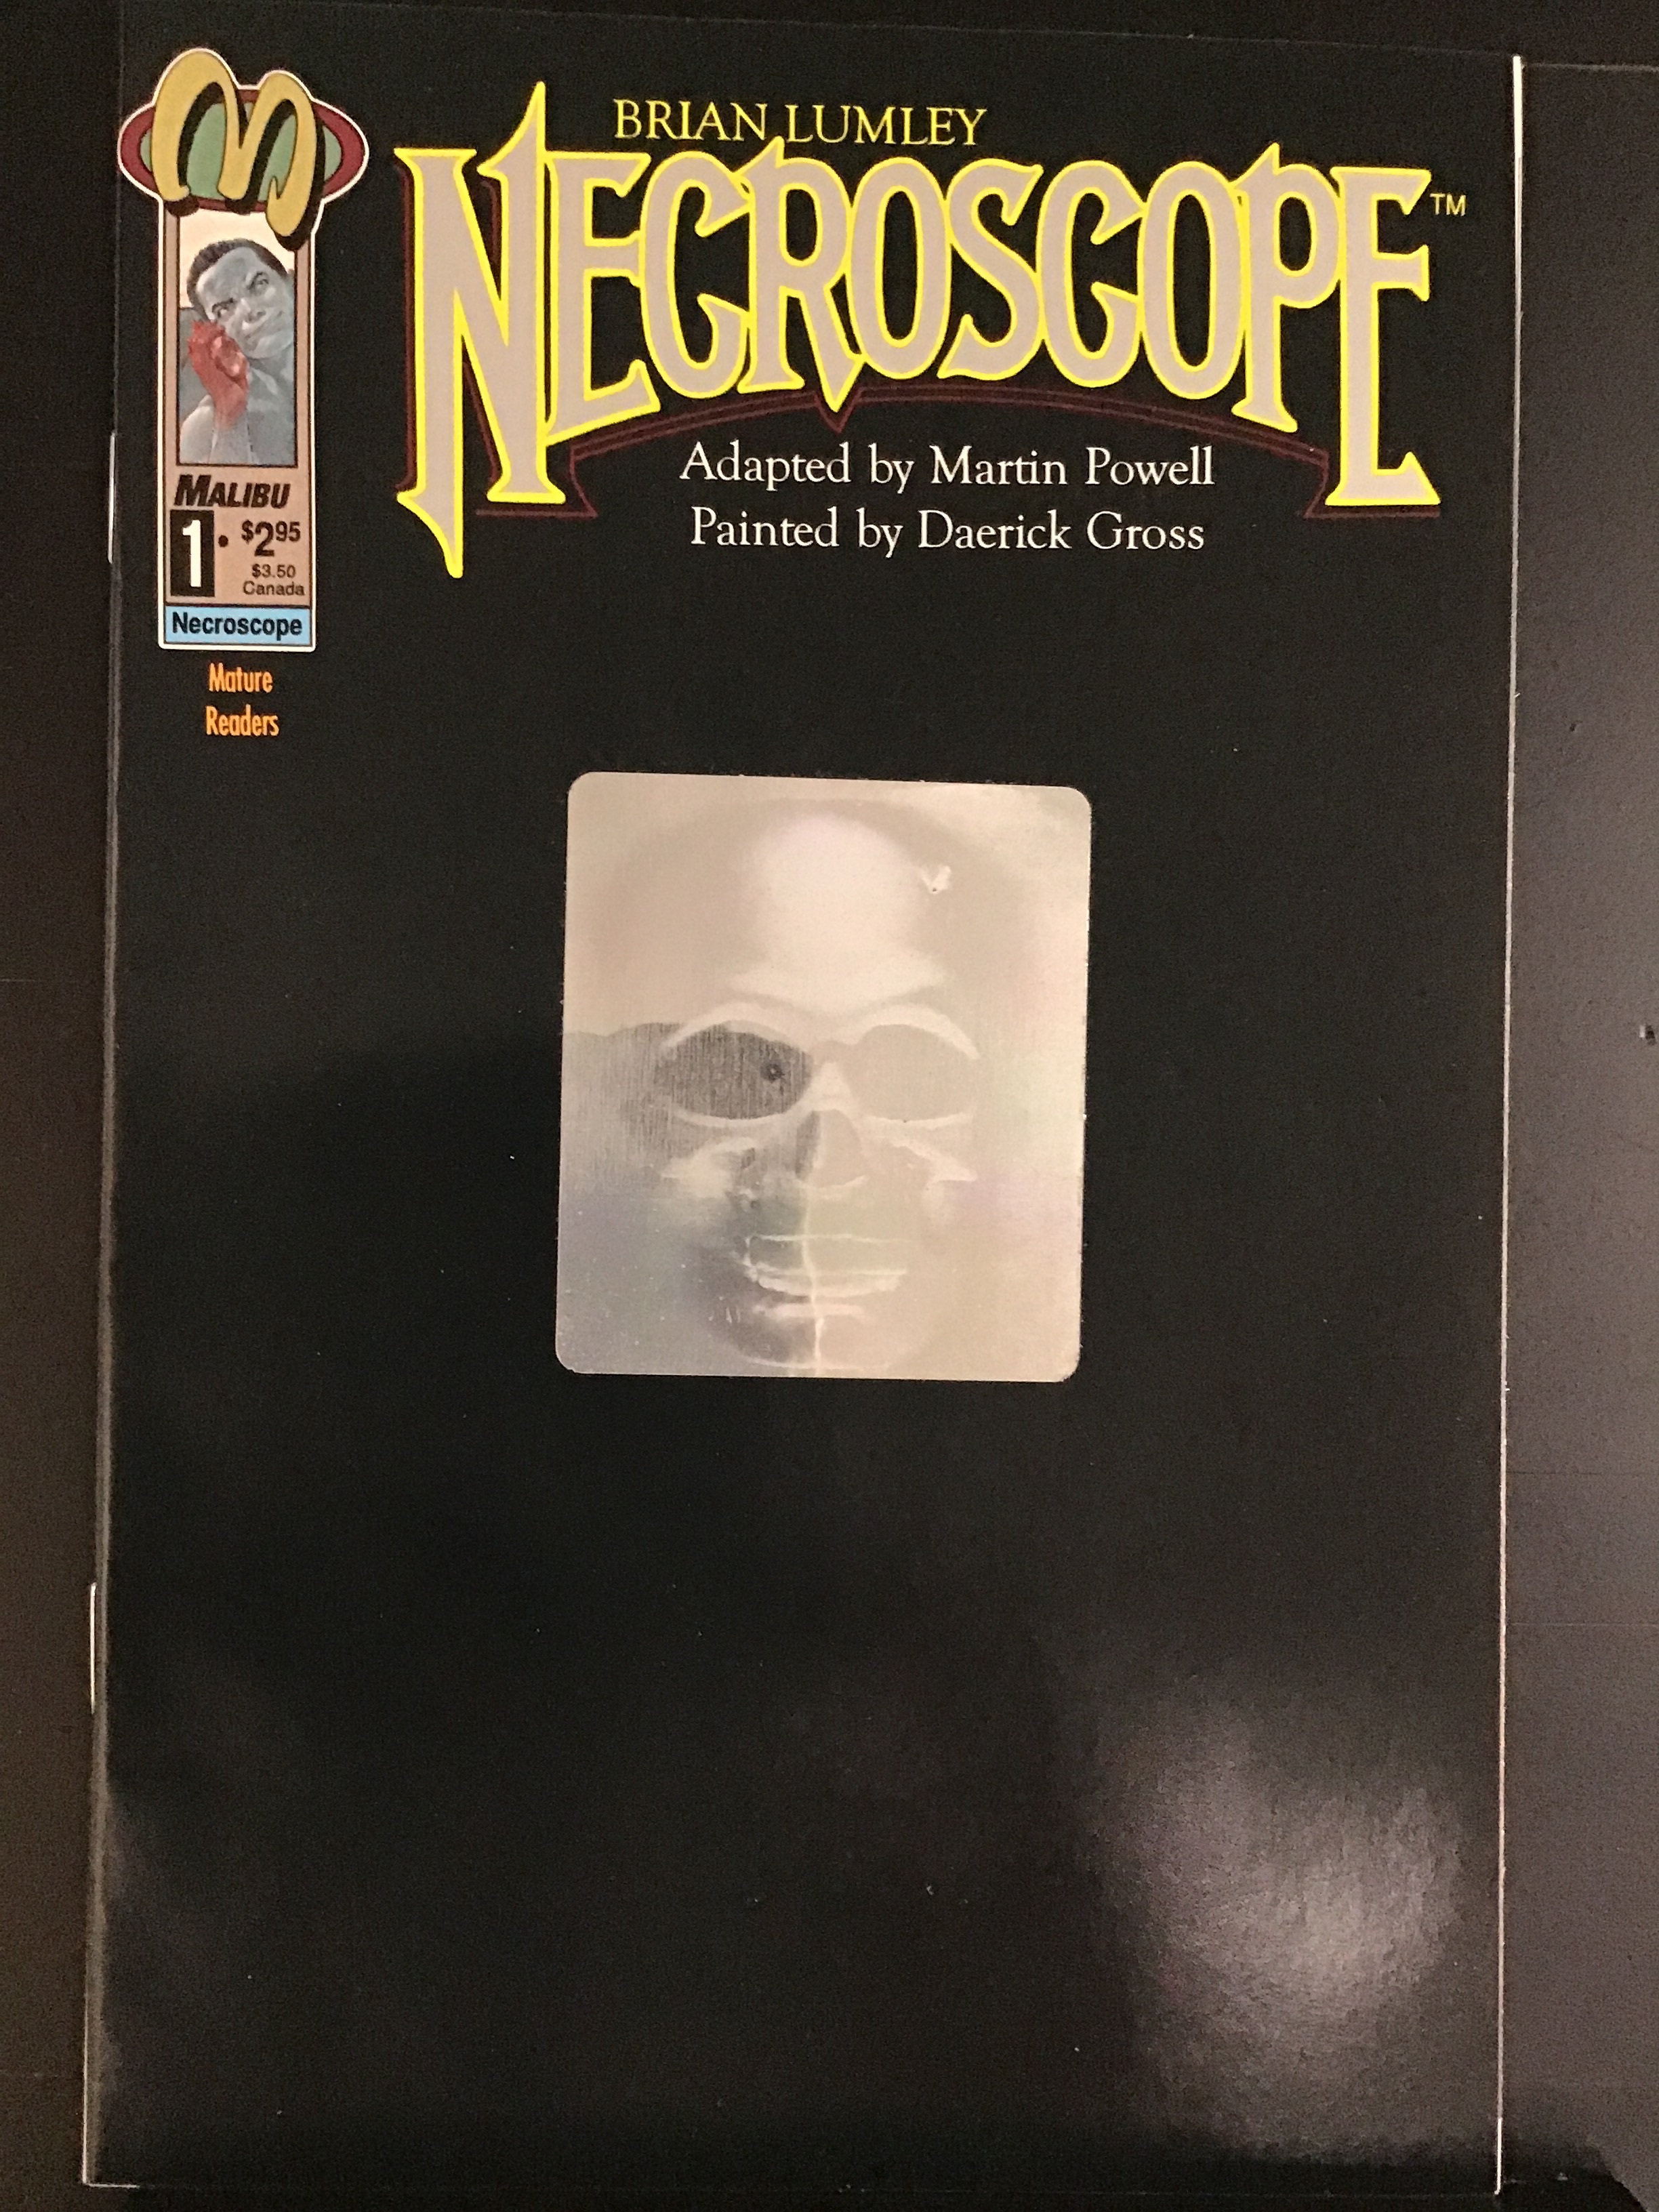 BRIAN LUMLEY
NECROSCOPE™
Adapted by Martin Powell
Painted by Daerick Gross
M
MALIBU
1 • $2.95
$3.50
Canada
Necroscope
Mature
Readers